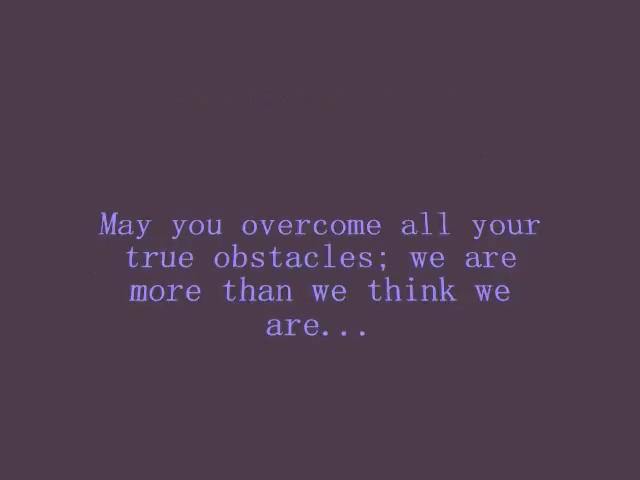 May you overcome all your
true obstacles; we are
more than we think we
are...